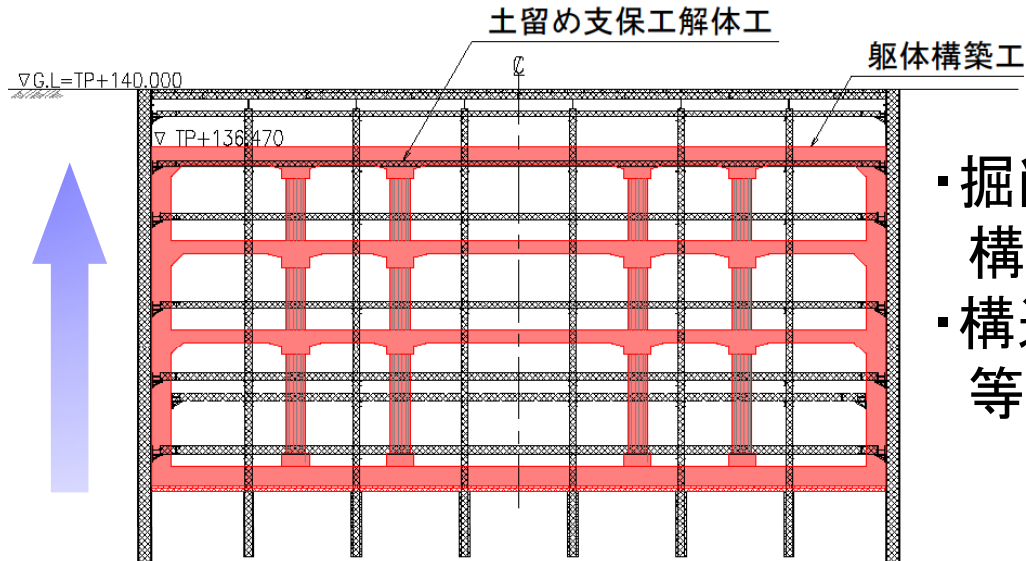 土留め支保工解体工
躯体構築工
℄
▽G.L=TP+140.000
▽ TP+136.470
・掘
構
・構
等